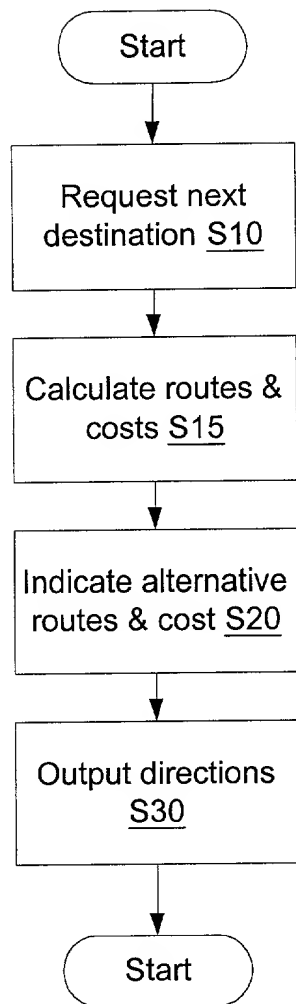 Start
Request next
destination S10
Calculate routes &
costs S15
Indicate alternative
routes & cost S20
Output directions
S30
Start